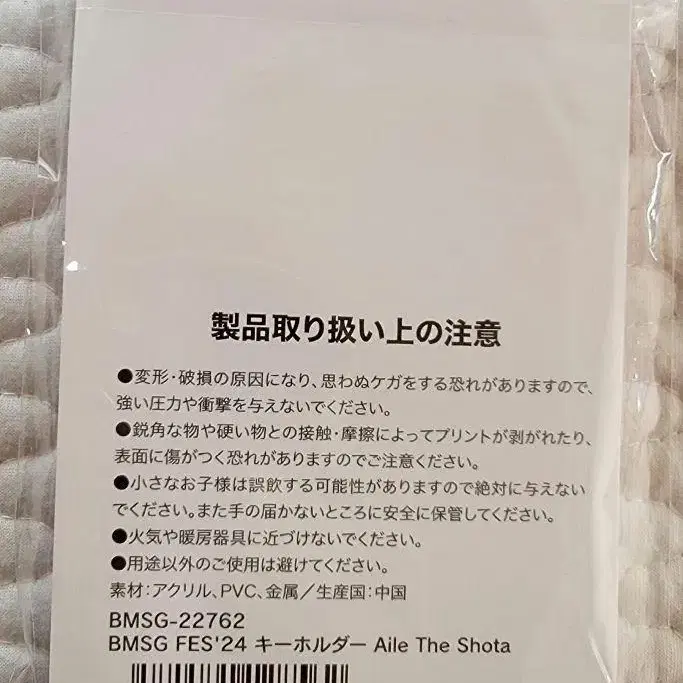 製品取り扱い上の注意
●変形・破損の原因になり、思わぬケガをする恐れがありますので、
強い圧力や衝撃を与えないでください。
●鋭角な物や硬い物との接触・摩擦によってプリントが剥がれたり、
表面に傷がつく恐れがありますのでご注意ください。
●小さなお子様は誤飲する可能性がありますので絶対に与えない
でください。また手の届かないところに安全に保管してください。
●火気や暖房器具に近づけないでください。
●用途以外のご使用は避けてください。
素材：アクリル、PVC、金属／生産国：中国
BMSG-22762
BMSG FES'24 キーホルダー Aile The Shota